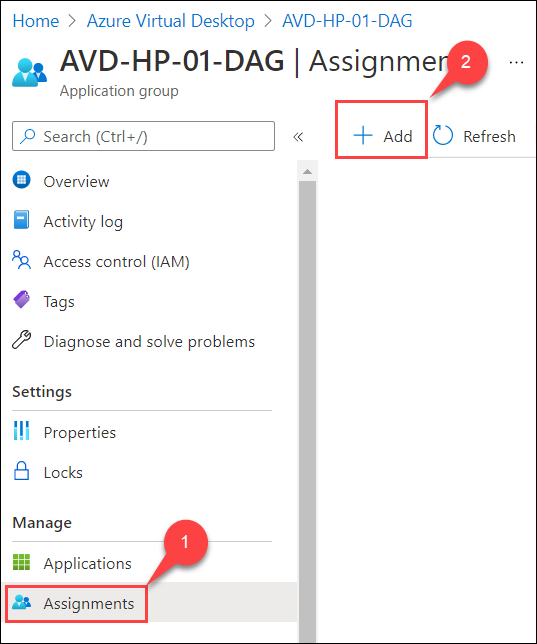 Home > Azure Virtual Desktop > AVD-HP-01-DAG
AVD-HP-01-DAG | Assignme
2
...
Application group
Search (Ctrl+/)
«
Add
Refresh
Overview
Activity log
Access control (IAM)
Tags
Diagnose and solve problems
Settings
Properties
Locks
Manage
1
Applications
Assignments